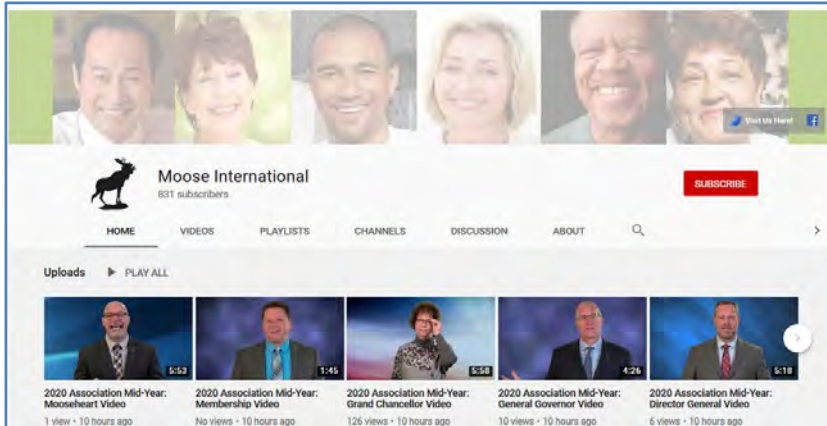 Visit Us Here!
Moose International
831 subscribers
SUBSCRIBE
HOME VIDEOS PLAYLISTS CHANNELS DISCUSSION ABOUT
Uploads PLAY ALL
5:53 1:45 5:58 4:26 5:18
2020 Association Mid-Year:
Mooseheart Video
1 view • 10 hours ago
2020 Association Mid-Year:
Membership Video
No views • 10 hours ago
2020 Association Mid-Year:
Grand Chancellor Video
126 views • 10 hours ago
2020 Association Mid-Year:
General Governor Video
10 views • 10 hours ago
2020 Association Mid-Year:
Director General Video
6 views • 10 hours ago